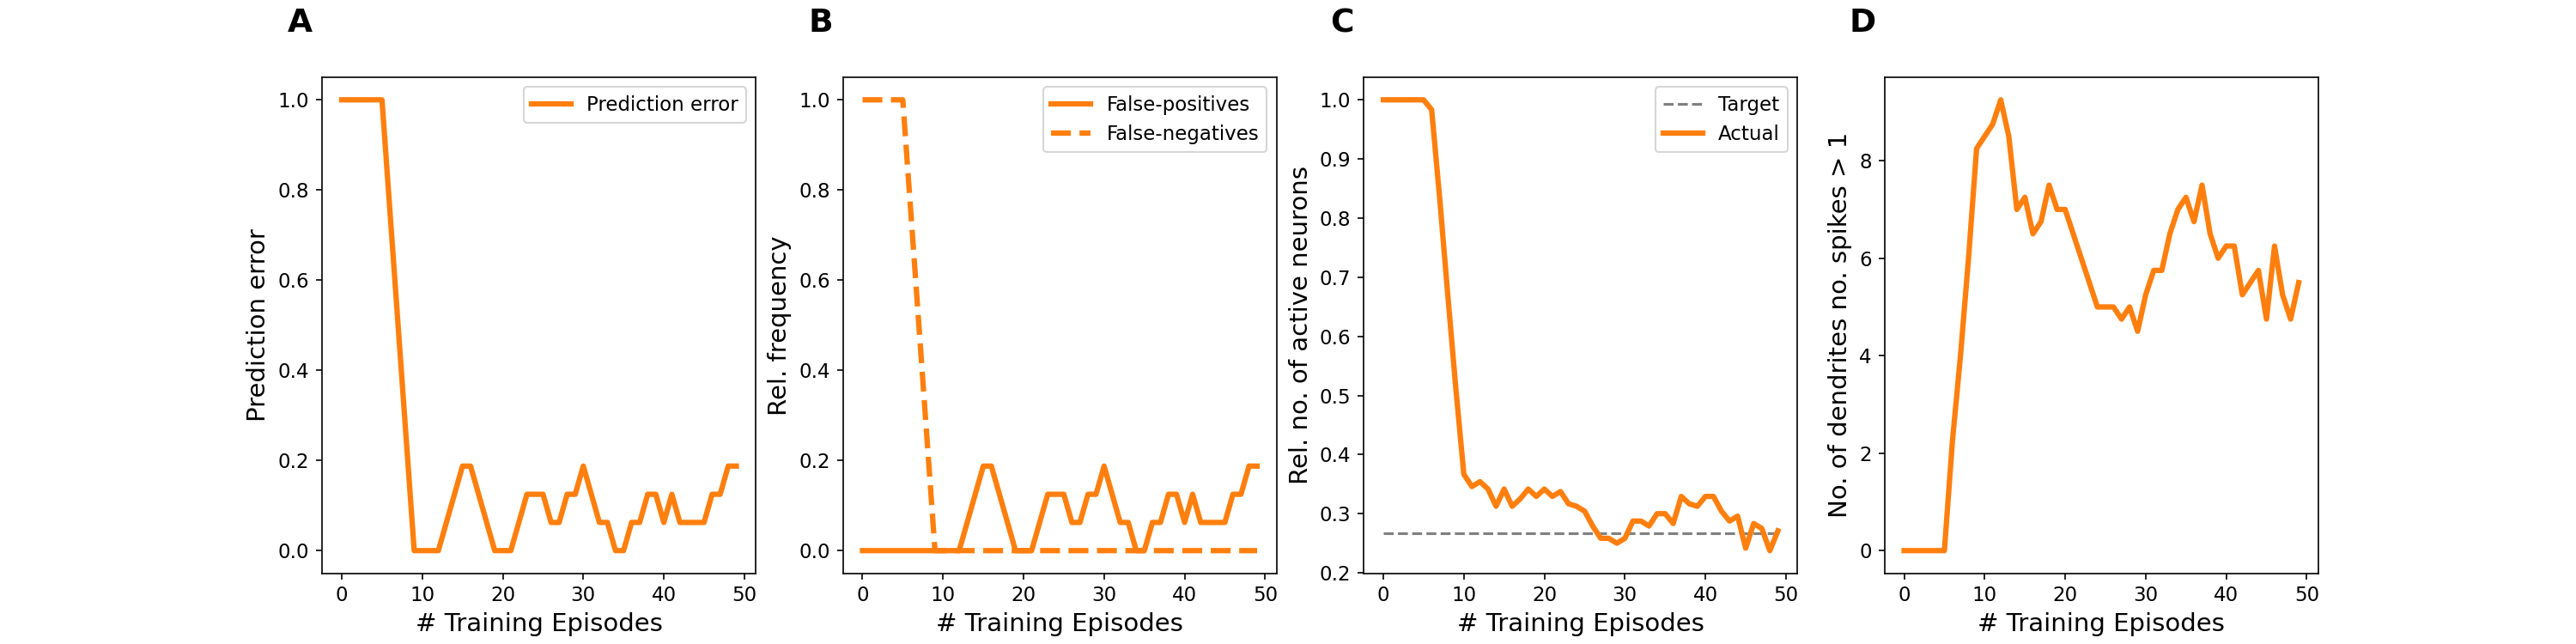 A
B
C
D
Prediction error
1.0
0.8
0.6
0.4
0.2
0.0
Prediction error
0
10
20
30
40
50
# Training Episodes
Rel. frequency
1.0
0.8
0.6
0.4
0.2
0.0
False-positives
False-negatives
0
10
20
30
40
50
# Training Episodes
Rel. no. of active neurons
1.0
0.9
0.8
0.7
0.6
0.5
0.4
0.3
0.2
Target
Actual
0
10
20
30
40
50
# Training Episodes
No. of dendrites no. spikes > 1
8
6
4
2
0
0
10
20
30
40
50
# Training Episodes